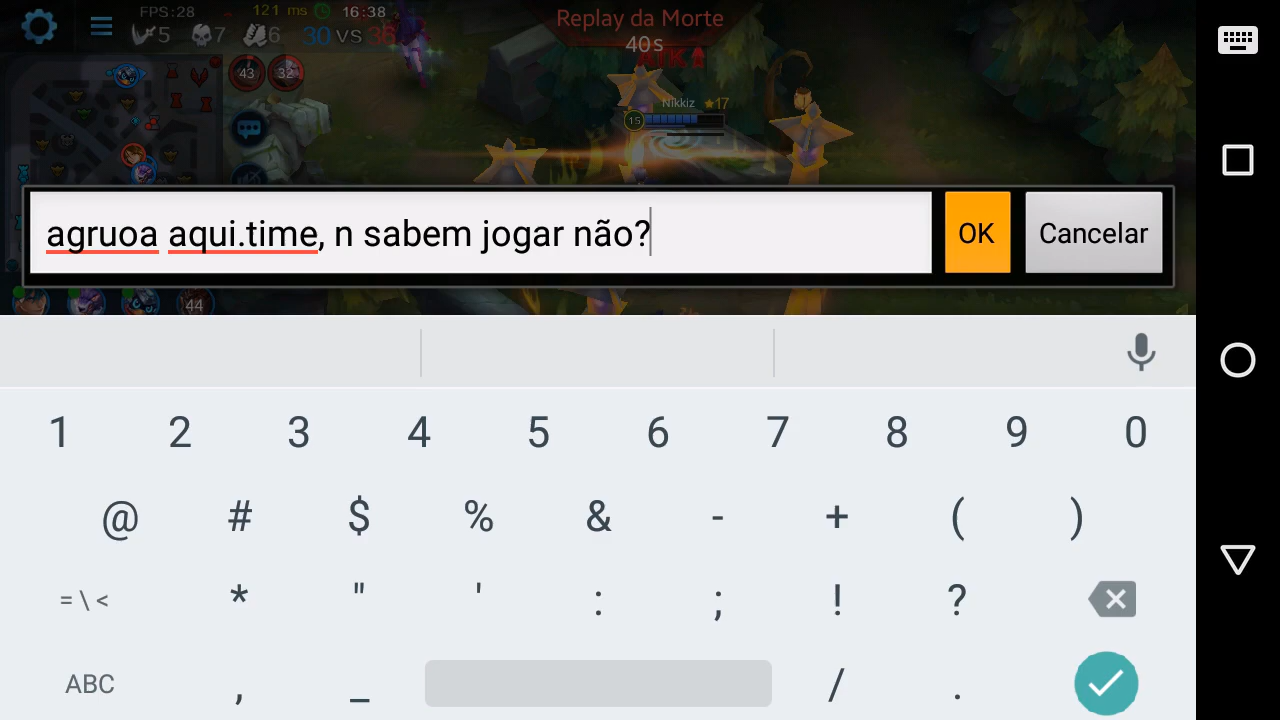 FPS:28 121 ms 16:38
5 7 6 30 VS 36
Replay da Morte
40s
43 32
Nikkiz 17
15
agruoa aqui.time, n sabem jogar não?
OK
Cancelar
44
1 2 3 4 5 6 7 8 9 0
@ # $ % & - + ( )
= \ < * " ' : ; ! ?
ABC , _ / .